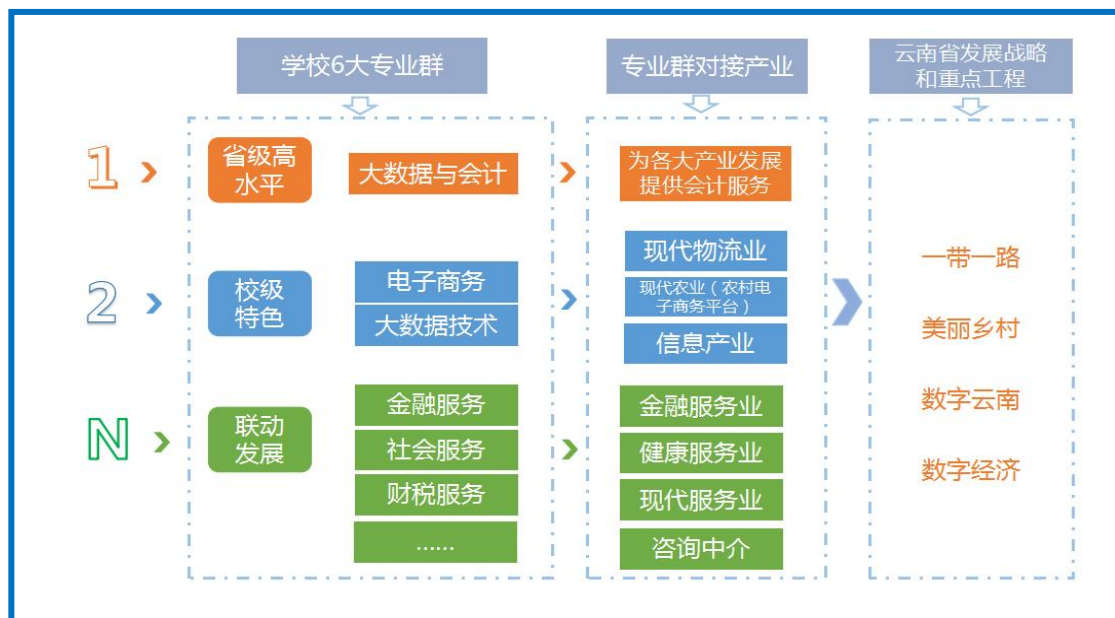 学校6大专业群
专业群对接产业
云南省发展战略
和重点工程
1
省级高
水平
大数据与会计
为各大产业发展
提供会计服务
2
校级
特色
电子商务
大数据技术
现代物流业
现代农业（农村电
子商务平台）
信息产业
N
联动
发展
金融服务
社会服务
财税服务
……
金融服务业
健康服务业
现代服务业
咨询中介
一带一路
美丽乡村
数字云南
数字经济